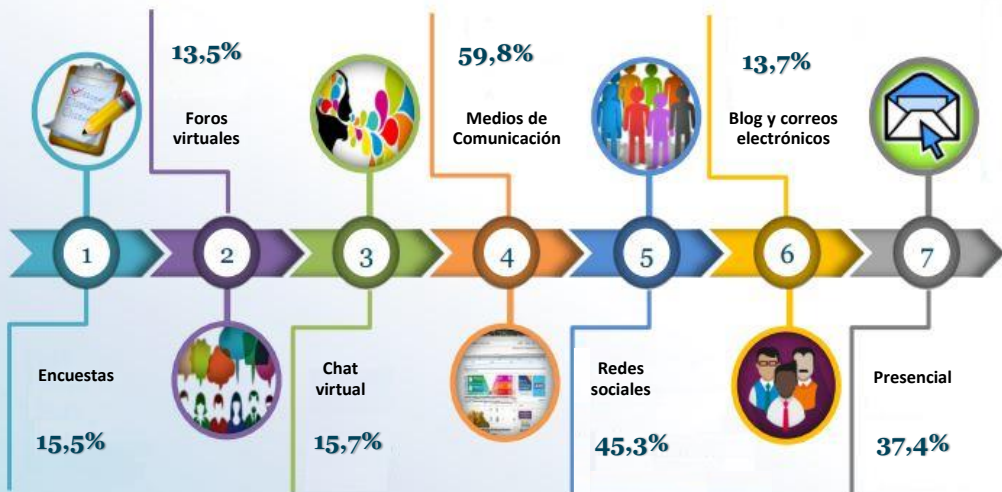 13,5%
Foros
virtuales
59,8%
Medios de
Comunicación
13,7%
Blog y correos
electrónicos
1
2
3
4
5
6
7
Encuestas
15,5%
Chat
virtual
15,7%
Redes
sociales
45,3%
Presencial
37,4%